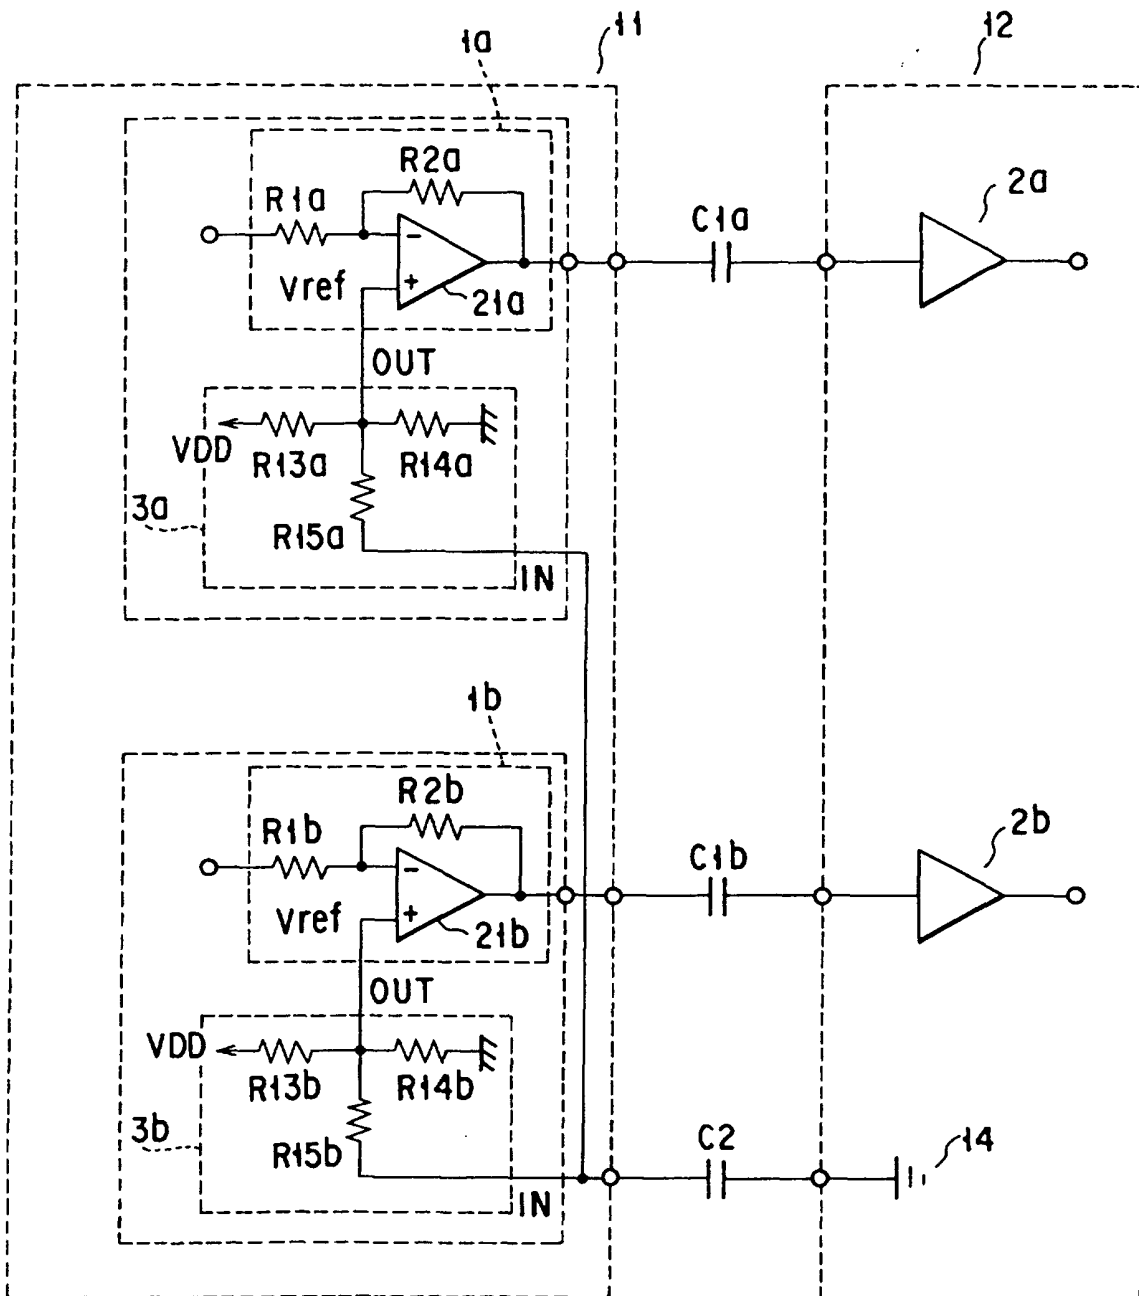 11
12
1a
R2a
R1a
2a
C1a
-
Vref
+
21a
OUT
VDD
R13a
R14a
3a
R15a
IN
1b
R2b
R1b
2b
C1b
-
Vref
+
21b
OUT
VDD
R13b
R14b
3b
R15b
C2
14
IN